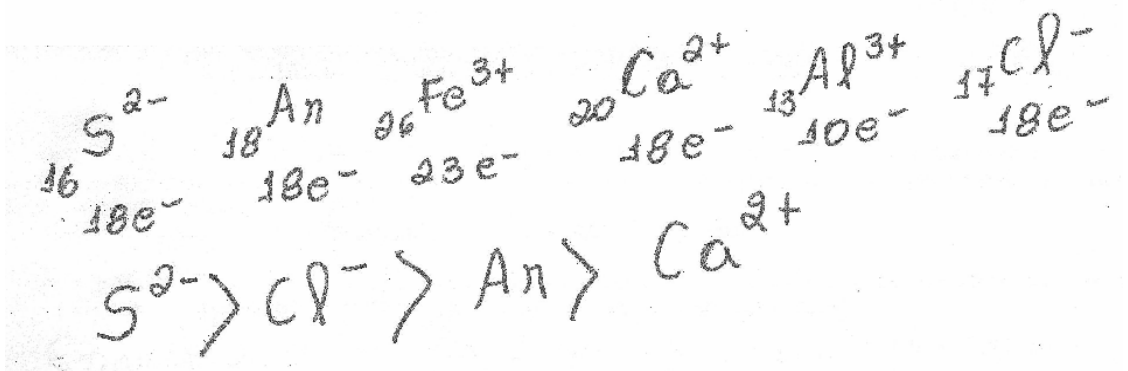 ₁₆S²⁻ ₁₈Ar ₂₆Fe³⁺ ₂₀Ca²⁺ ₁₃Al³⁺ ₁₇Cl⁻
18e⁻ 18e⁻ 23e⁻ 18e⁻ 10e⁻ 18e⁻
S²⁻ > Cl⁻ > Ar > Ca²⁺